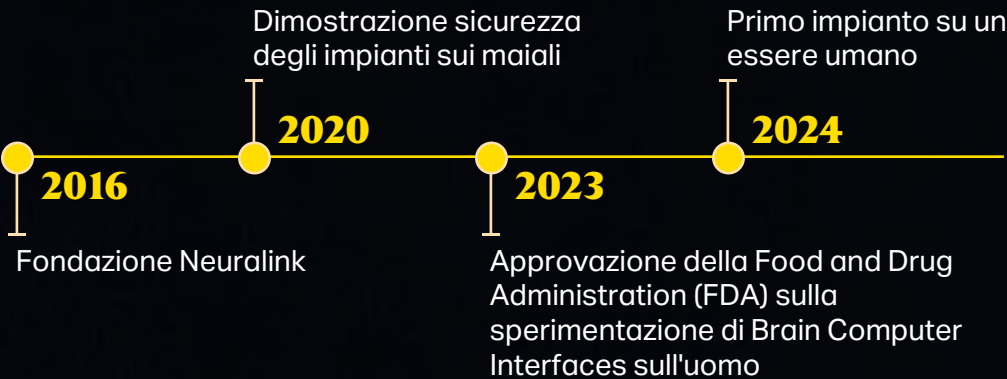 Dimostrazione sicurezza
degli impianti sui maiali
Primo impianto su un
essere umano
2020
2024
2016
2023
Fondazione Neuralink
Approvazione della Food and Drug
Administration (FDA) sulla
sperimentazione di Brain Computer
Interfaces sull'uomo